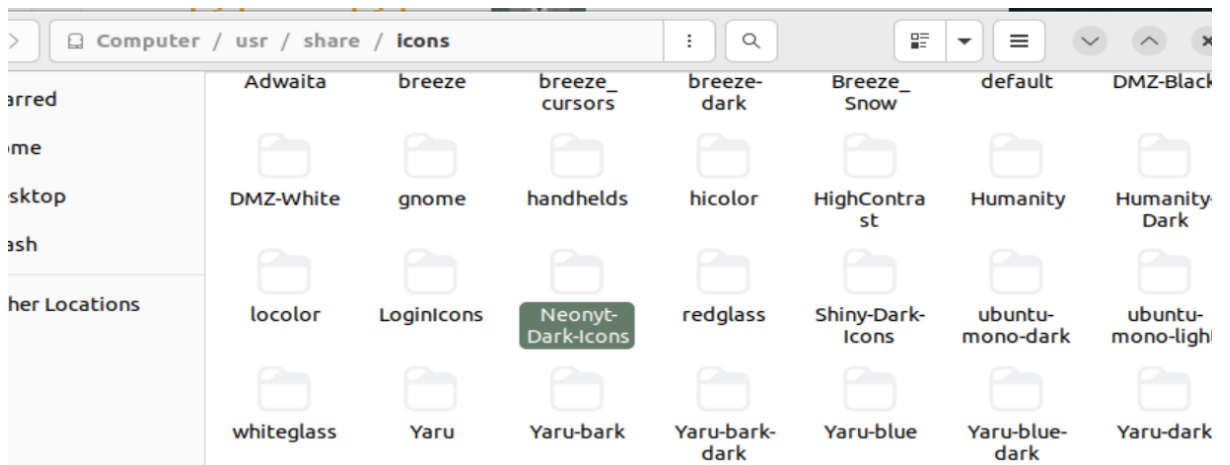 Computer / usr / share / icons
arred
me
sktop
ash
her Locations
Adwaita breeze breeze_ breeze- Breeze_ default DMZ-Black
cursors dark Snow
DMZ-White gnome handhelds hicolor HighContra Humanity Humanity-
st Dark
locolor LoginIcons Neonyt- redglass Shiny-Dark- ubuntu- ubuntu-
Dark-Icons Icons mono-dark mono-light
whiteglass Yaru Yaru-bark Yaru-bark- Yaru-blue Yaru-blue- Yaru-dark
dark dark